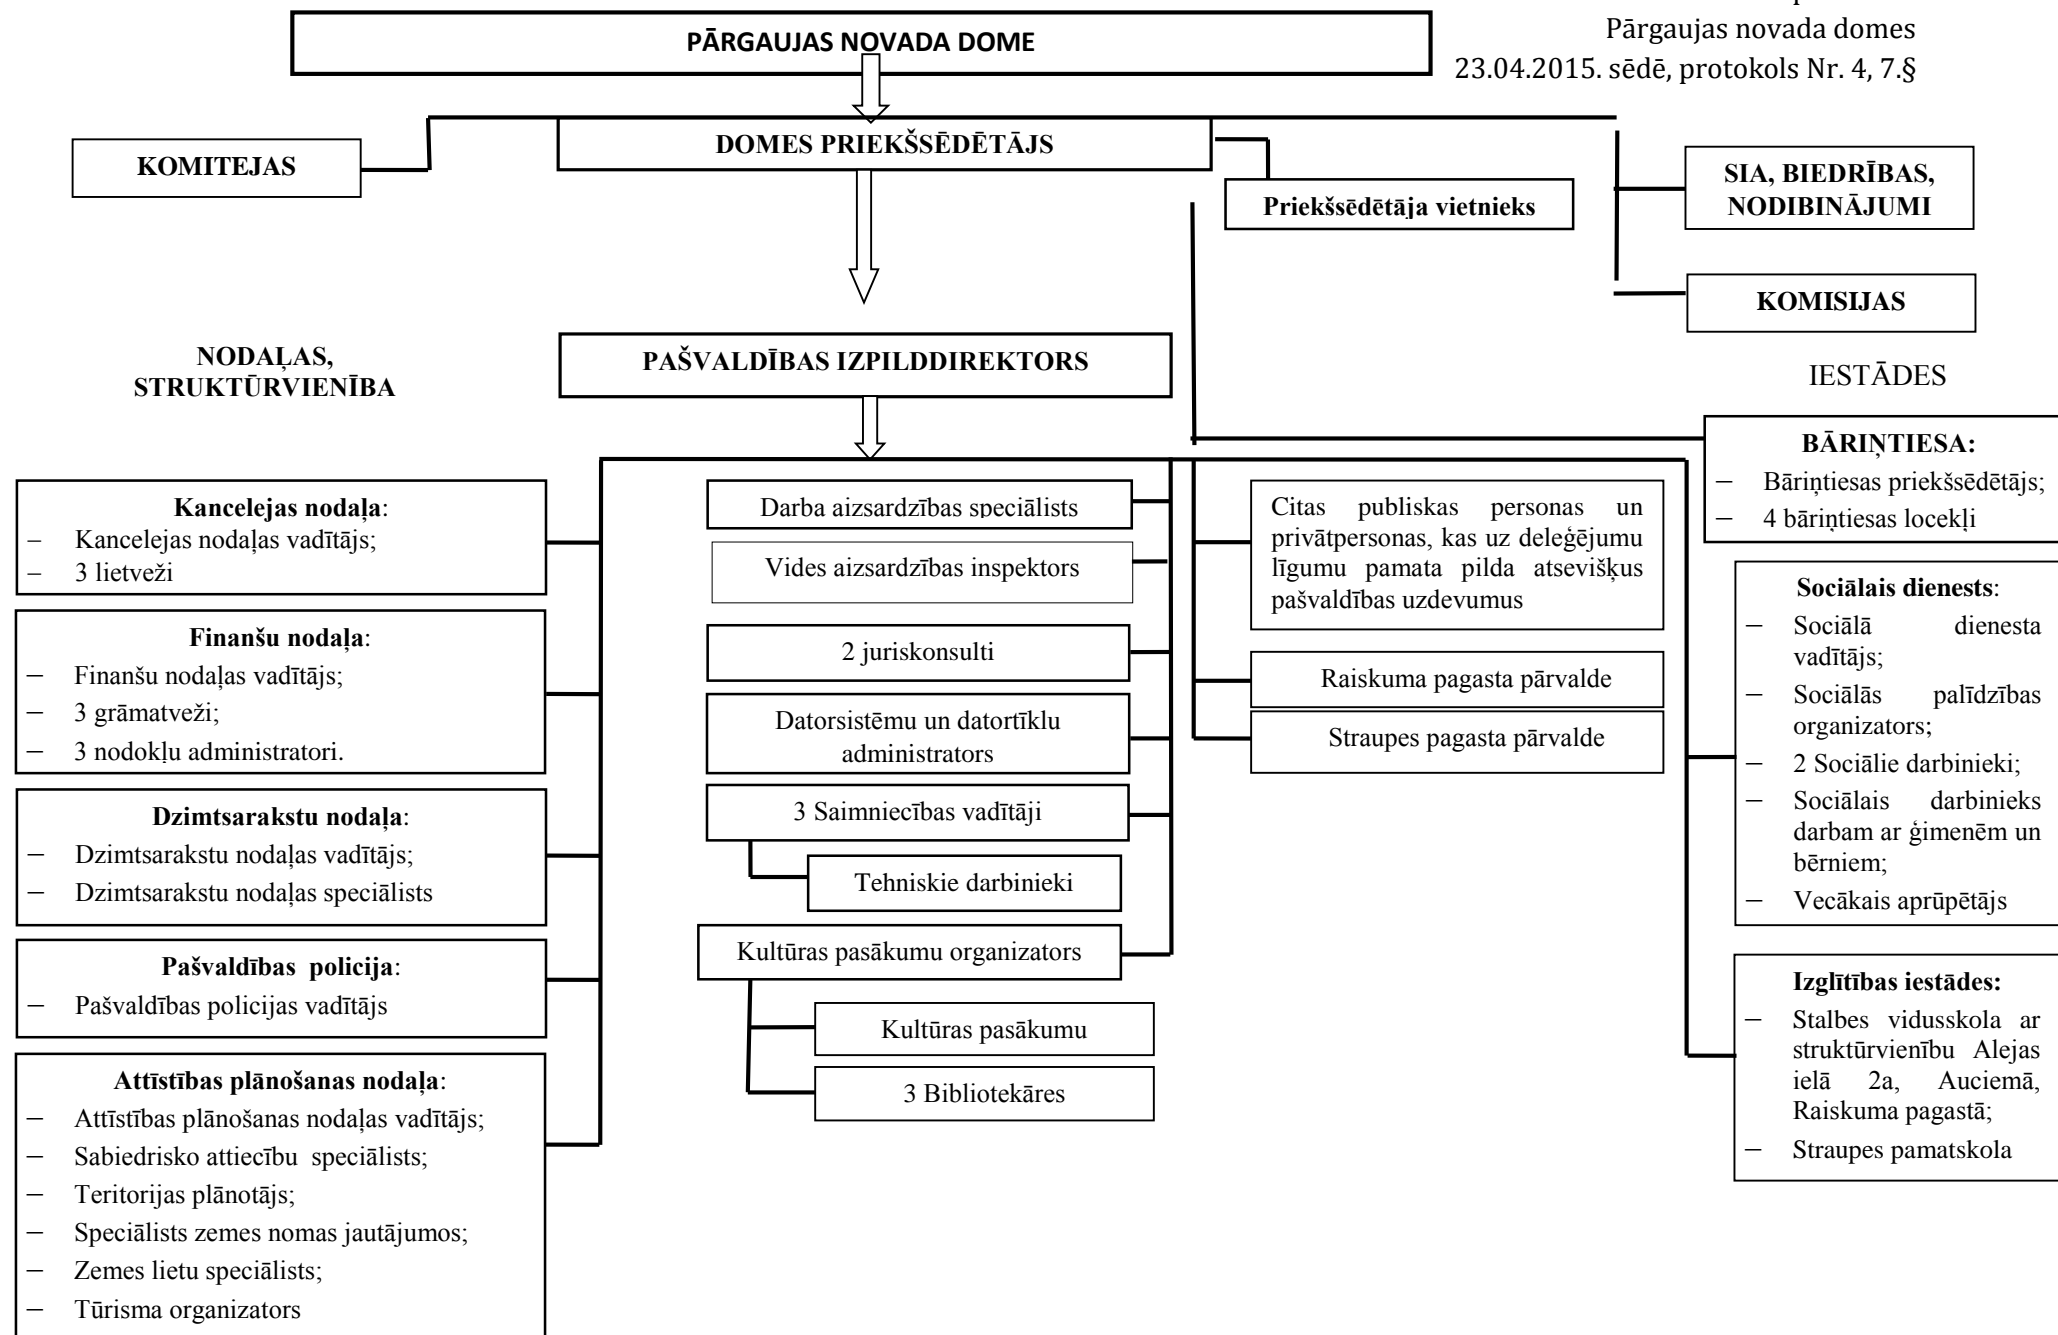 PĀRGAUJAS NOVADA DOME
Pārgaujas novada domes
23.04.2015. sēdē, protokols Nr. 4, 7.§
DOMES PRIEKŠSĒDĒTĀJS
KOMITEJAS
Priekšsēdētāja vietnieks
SIA, BIEDRĪBAS,
NODIBINĀJUMI
KOMISIJAS
NODAĻAS,
STRUKTŪRVIENĪBA
PAŠVALDĪBAS IZPILDDIREKTORS
IESTĀDES
Kancelejas nodaļa:
– Kancelejas nodaļas vadītājs;
– 3 lietveži
Finanšu nodaļa:
– Finanšu nodaļas vadītājs;
– 3 grāmatveži;
– 3 nodokļu administratori.
Dzimtsarakstu nodaļa:
– Dzimtsarakstu nodaļas vadītājs;
– Dzimtsarakstu nodaļas speciālists
Pašvaldības policija:
– Pašvaldības policijas vadītājs
Attīstības plānošanas nodaļa:
– Attīstības plānošanas nodaļas vadītājs;
– Sabiedrisko attiecību speciālists;
– Teritorijas plānotājs;
– Speciālists zemes nomas jautājumos;
– Zemes lietu speciālists;
– Tūrisma organizators
Darba aizsardzības speciālists
Vides aizsardzības inspektors
2 juriskonsulti
Datorsistēmu un datortīklu
administrators
3 Saimniecības vadītāji
Tehniskie darbinieki
Kultūras pasākumu organizators
Kultūras pasākumu
3 Bibliotekāres
Citas publiskas personas un
privātpersonas, kas uz deleģējumu
līgumu pamata pilda atsevišķus
pašvaldības uzdevumus
Raiskuma pagasta pārvalde
Straupes pagasta pārvalde
BĀRIŅTIESA:
– Bāriņtiesas priekšsēdētājs;
– 4 bāriņtiesas locekļi
Sociālais dienests:
– Sociālā dienesta
vadītājs;
– Sociālās palīdzības
organizators;
– 2 Sociālie darbinieki;
– Sociālais darbinieks
darbam ar ģimenēm un
bērniem;
– Vecākais aprūpētājs
Izglītības iestādes:
– Stalbes vidusskola ar
struktūrvienību Alejas
ielā 2a, Auciemā,
Raiskuma pagastā;
– Straupes pamatskola